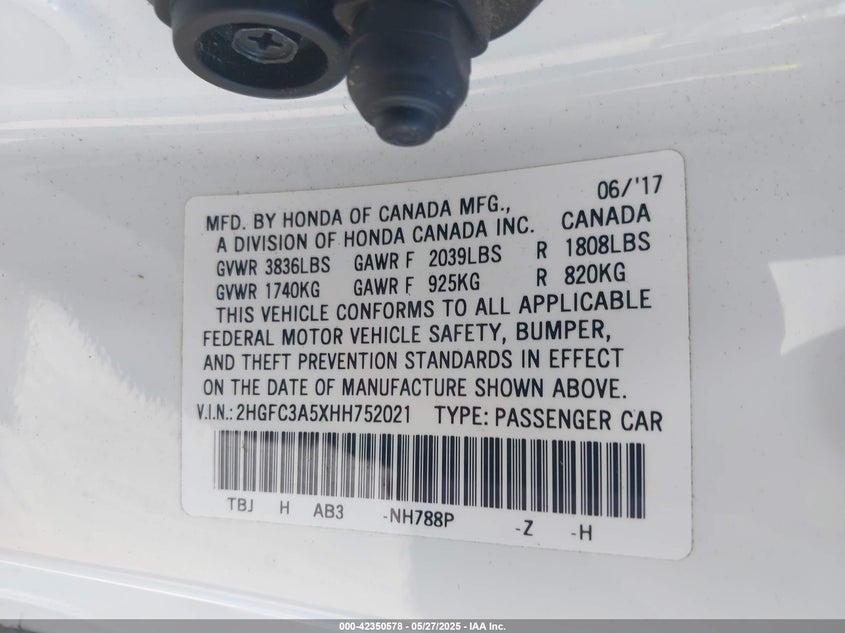 06/'17
MFD. BY HONDA OF CANADA MFG., CANADA
A DIVISION OF HONDA CANADA INC.
GVWR 3836LBS GAWR F 2039LBS R 1808LBS
GVWR 1740KG GAWR F 925KG R 820KG
THIS VEHICLE CONFORMS TO ALL APPLICABLE
FEDERAL MOTOR VEHICLE SAFETY, BUMPER,
AND THEFT PREVENTION STANDARDS IN EFFECT
ON THE DATE OF MANUFACTURE SHOWN ABOVE.
V.I.N.: 2HGFC3A5XHH752021 TYPE: PASSENGER CAR
TBJ H AB3 -NH788P -Z -H
000-42350578 — 05/27/2025 — IAA Inc.